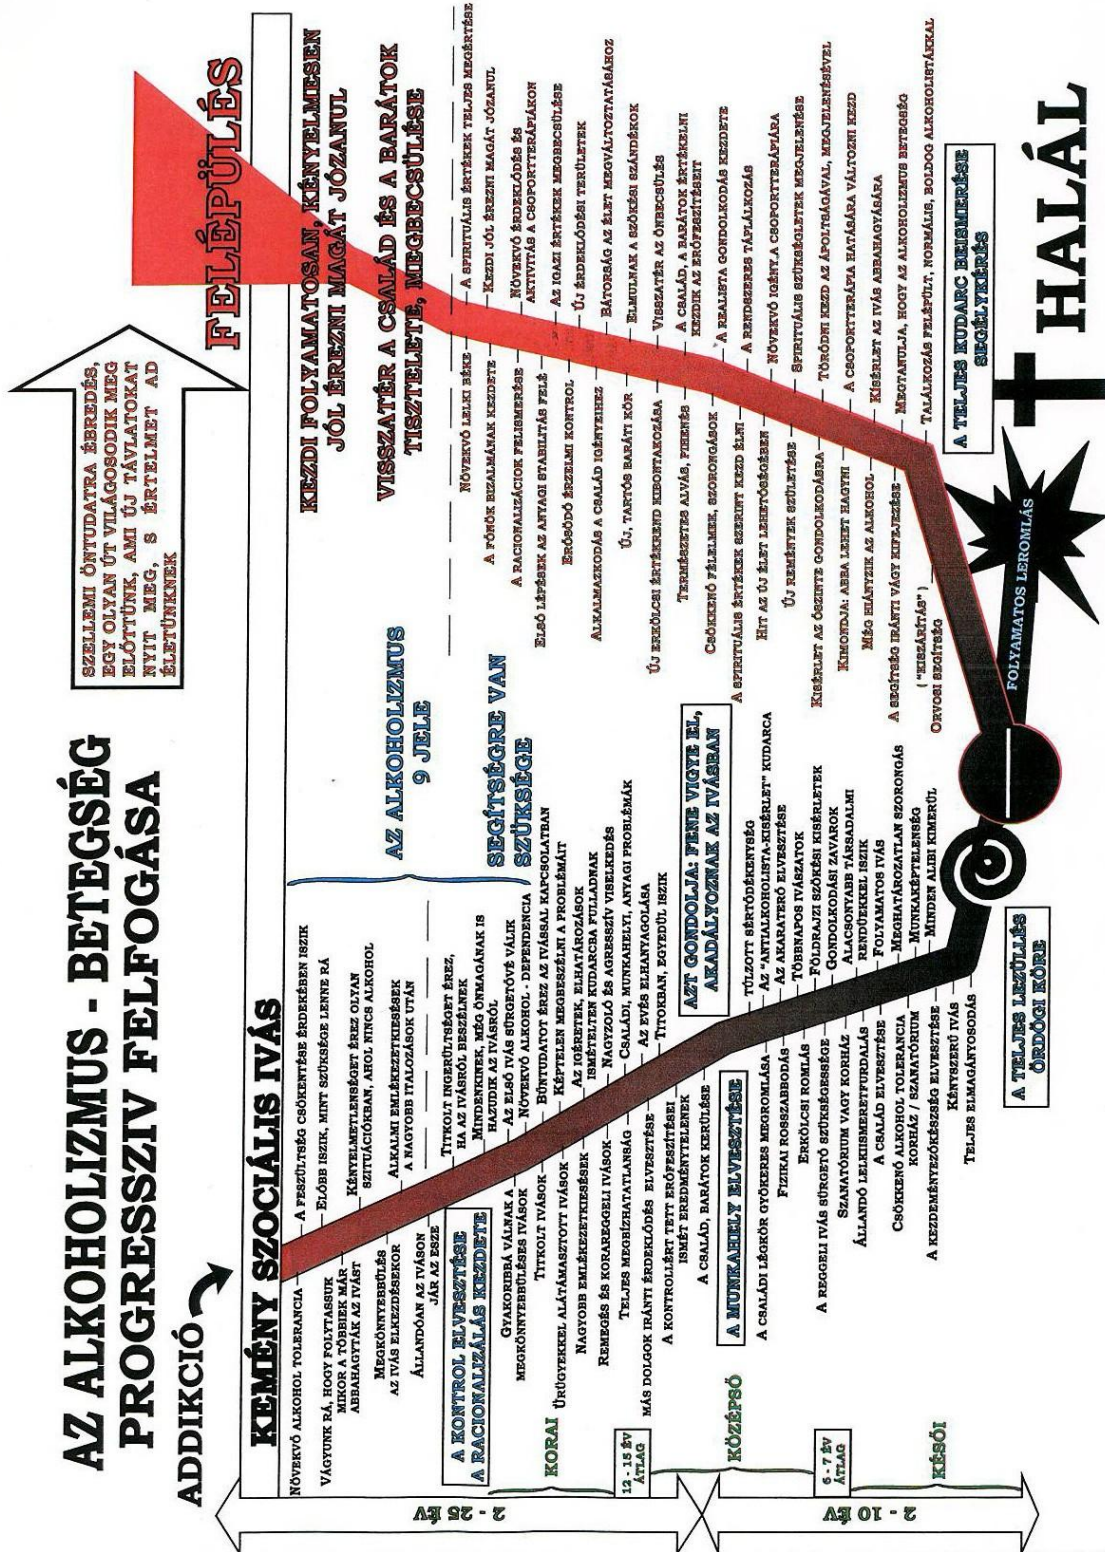 AZ ALKOHOLIZMUS - BETEGSÉG
PROGRESSZIV FELFOGÁSA
ADDIKCIÓ
KEMÉNY SZOCIÁLIS IVÁS
NÖVEKVŐ ALKOHOL TOLERANCIA
VÁGYUNK RÁ, HOGY FOLYTASSUK
MIKOR A TÖBBIEK MÁR
ABBAHAGYTÁK AZ IVÁST
MEGKÖNNYEBBÜLÉS
AZ IVÁS ELKEZDÉSEKOR
ÁLLANDÓAN AZ IVÁSON
JÁR AZ ESZE
A KONTROL ELVESZTÉSE
A RACIONALIZÁLÁS KEZDETE
GYAKORIBBÁ VÁLNAK A
MEGKÖNNYEBBÜLÉSES IVÁSOK
TITKOLT IVÁSOK
ÜRÜGYEKKEL ALÁTÁMASZTOTT IVÁSOK
NAGYOBB EMLÉKEZETKIESÉSEK
REMEGÉS ÉS KORAREGGELI IVÁSOK
TELJES MEGBÍZHATATLANSÁG
MÁS DOLGOK IRÁNTI ÉRDEKLŐDÉS ELVESZTÉSE
A KONTROLLÉRT TETT ERŐFESZÍTÉSEI
ISMÉT EREDMÉNYTELENEK
A CSALÁD, BARÁTOK KERÜLÉSE
A MUNKAHELY ELVESZTÉSE
A CSALÁDI LÉGKÖR GYÖKERES MEGROMLÁSA
FIZIKAI ROSSZABBODÁS
ERKÖLCSI ROMLÁS
A REGGELI IVÁS SÜRGETŐ SZÜKSÉGESSÉGE
SZANATÓRIUM VAGY KORHÁZ
ÁLLANDÓ LELKIISMERETFURDALÁS
A CSALÁD ELVESZTÉSE
CSÖKKENŐ ALKOHOL TOLERANCIA
KORHÁZ / SZANATÓRIUM
A KEZDEMÉNYEZŐKÉSZSÉG ELVESZTÉSE
KÉNYSZERŰ IVÁS
TELJES ELMAGÁNTOSODÁS
A FESZÜLTSÉG CSÖKKENTÉSE ÉRDEKÉBEN ISZIK
ELŐBB ISZIK, MINT SZÜKSÉGE LENNE RÁ
KÉNYELMETLENSÉGET ÉREZ OLYAN
SZITUÁCIÓKBAN, AHOL NINCS ALKOHOL
ALKALMI EMLÉKEZETKIESÉSEK
A NAGYOBB ITALOZÁSOK UTÁN
TITKOLT INGERÜLTSÉGET ÉREZ,
HA AZ IVÁSRÓL BESZÉLNEK
MINDENKINEK, MÉG ÖNMAGÁNAK IS
HAZUDIK AZ IVÁSRÓL
AZ ELSŐ IVÁS SÜRGETŐVÉ VÁLIK
NÖVEKVŐ ALKOHOL - DEPENDENCIA
BŰNTUDATOT ÉREZ AZ IVÁSSAL KAPCSOLATBAN
KÉPTELEN MEGBESZÉLNI A PROBLÉMÁIT
AZ IGÉRETEK, ELHATÁROZÁSOK
ISMÉTELTEN KUDARCBA FULLADNAK
NAGYZOLÓ ÉS AGRESSZÍV VISELKEDÉS
CSALÁDI, MUNKAHELYI, ANYAGI PROBLÉMÁK
AZ EVÉS ELHANYAGOLÁSA
TITOKBAN, EGYEDÜL ISZIK
AZT GONDOLJA: FENE VIGYE EL,
AKADÁLYOZNAK AZ IVÁSBAN
TÚLZOTT SÉRTŐDÉKENYSÉG
AZ "ANTIALKOHOLISTA-KISÉRLET" KUDARCA
AZ AKARATERŐ ELVESZTÉSE
TÖBBNAPOS IVÁSZATOK
FÖLDRAJZI SZÖKÉSI KISÉRLETEK
GONDOLKODÁSI ZAVAROK
ALACSONYABB TÁRSADALMI
RENDŰEKKEL ISZIK
FOLYAMATOS IVÁS
MEGHATÁROZATLAN SZORONGÁS
MUNKAKÉPTELENSÉG
MINDEN ALIBI KIMERÜL
A TELJES LEZÜLLÉS
ÖRDÖGI KÖRE
2 - 25 ÉV
2 - 10 ÉV
KORAI
12 - 15 ÉV
ÁTLAG
KÖZÉPSŐ
6 - 7 ÉV
ÁTLAG
KÉSŐI
AZ ALKOHOLIZMUS
9 JELE
SEGÍTSÉGRE VAN
SZÜKSÉGE
SZELLEMI ÖNTUDATRA ÉBREDÉS,
EGY OLYAN ÚT VILÁGOSODIK MEG
ELŐTTÜNK, AMI ÚJ TÁVLATOKAT
NYIT MEG, S ÉRTELMET AD
ÉLETÜNKNEK
FELÉPÜLÉS
KEZDI FOLYAMATOSAN, KÉNYELMESEN
JÓL ÉREZNI MAGÁT JÓZANUL
VISSZATÉR A CSALÁD ÉS A BARÁTOK
TISZTELETE, MEGBECSÜLÉSE
NÖVEKVŐ LELKI BÉKE
A FŐNÖK BIZALMÁNAK KEZDETE
A RACIONALIZÁCIÓK FELISMERÉSE
ELSŐ LÉPÉSEK AZ ANYAGI STABILITÁS FELÉ
ERŐSÖDŐ ÉRZELMI KONTROL
ALKALMAZKODÁS A CSALÁD IGÉNYEIHEZ
ÚJ, TARTÓS BARÁTI KÖR
ÚJ ERKÖLCSI ÉRTÉKREND KIBONTAKOZÁSA
TERMÉSZETES ALVÁS, PIHENÉS
CSÖKKENŐ FÉLELMEK, SZORONGÁSOK
A SPIRITUÁLIS ÉRTÉKEK SZERINT KEZD ÉLNI
HIT AZ ÚJ ÉLET LEHETŐSÉGÉBEN
ÚJ REMÉNYEK SZÜLETÉSE
KISÉRLET AZ ŐSZINTE GONDOLKODÁSRA
KIMONDJA: ABBA LEHET HAGYNI
MÉG HIÁNYZIK AZ ALKOHOL
A SEGÍTSÉG IRÁNTI VÁGY KIFEJEZÉSE
( "KISZÁRÍTÁS" )
ORVOSI SEGÍTSÉG
A SPIRITUÁLIS ÉRTÉKEK TELJES MEGÉRTÉSE
KEZDI JÓL ÉREZNI MAGÁT JÓZANUL
NÖVEKVŐ ÉRDEKLŐDÉS ÉS
AKTIVITÁS A CSOPORTTERÁPIÁKON
AZ IGAZI ÉRTÉKEK MEGBECSÜLÉSE
ÚJ ÉRDEKLŐDÉSI TERÜLETEK
BÁTORSÁG AZ ÉLET MEGVÁLTOZTATÁSÁHOZ
ELMULNAK A SZÖKÉSI SZÁNDÉKOK
VISSZATÉR AZ ÖNBECSÜLÉS
A CSALÁD, A BARÁTOK ÉRTÉKELNI
KEZDIK AZ ERŐFESZÍTÉSEIT
A REALISTA GONDOLKODÁS KEZDETE
A RENDSZERES TÁPLÁLKOZÁS
NÖVEKVŐ IGÉNY A CSOPORTTERÁPIÁRA
SPIRITUÁLIS SZÜKSÉGLETEK MEGJELENÉSE
TÖRŐDNI KEZD AZ ÁPOLTSÁGÁVAL, MEGJELENÉSÉVEL
A CSOPORTTERÁPIA HATÁSÁRA VÁLTOZNI KEZD
KÍSÉRLET AZ IVÁS ABBAHAGYÁSÁRA
MEGTANULJA, HOGY AZ ALKOHOLIZMUS BETEGSÉG
TALÁLKOZÁS FELÉPÜLT, NORMÁLIS, BOLDOG ALKOHOLISTÁKKAL
A TELJES KUDARC BEISMERÉSE
SEGÉLYKÉRÉS
FOLYAMATOS LEROMLÁS
HALÁL